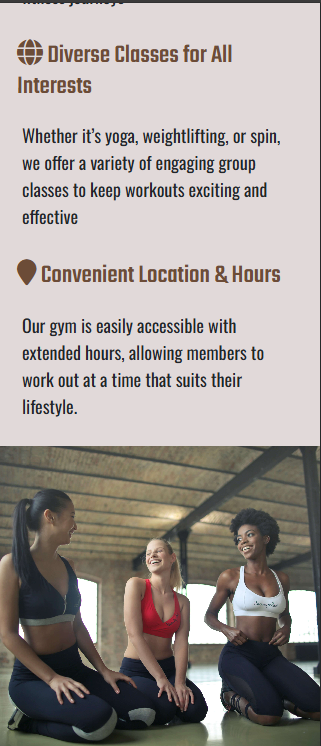 Diverse Classes for All
Interests
Whether it’s yoga, weightlifting, or spin,
we offer a variety of engaging group
classes to keep workouts exciting and
effective
Convenient Location & Hours
Our gym is easily accessible with
extended hours, allowing members to
work out at a time that suits their
lifestyle.